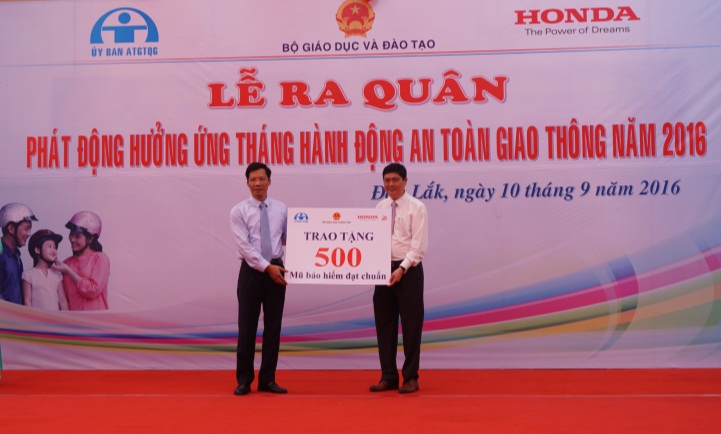 ỦY BAN ATGTQG
BỘ GIÁO DỤC VÀ ĐÀO TẠO
HONDA
The Power of Dreams
LỄ RA QUÂN
PHÁT ĐỘNG HƯỞNG ỨNG THÁNG HÀNH ĐỘNG AN TOÀN GIAO THÔNG NĂM 2016
Lắk, ngày 10 tháng 9 năm 2016
HONDA
TRAO TẶNG
500
Mũ bảo hiểm đạt chuẩn